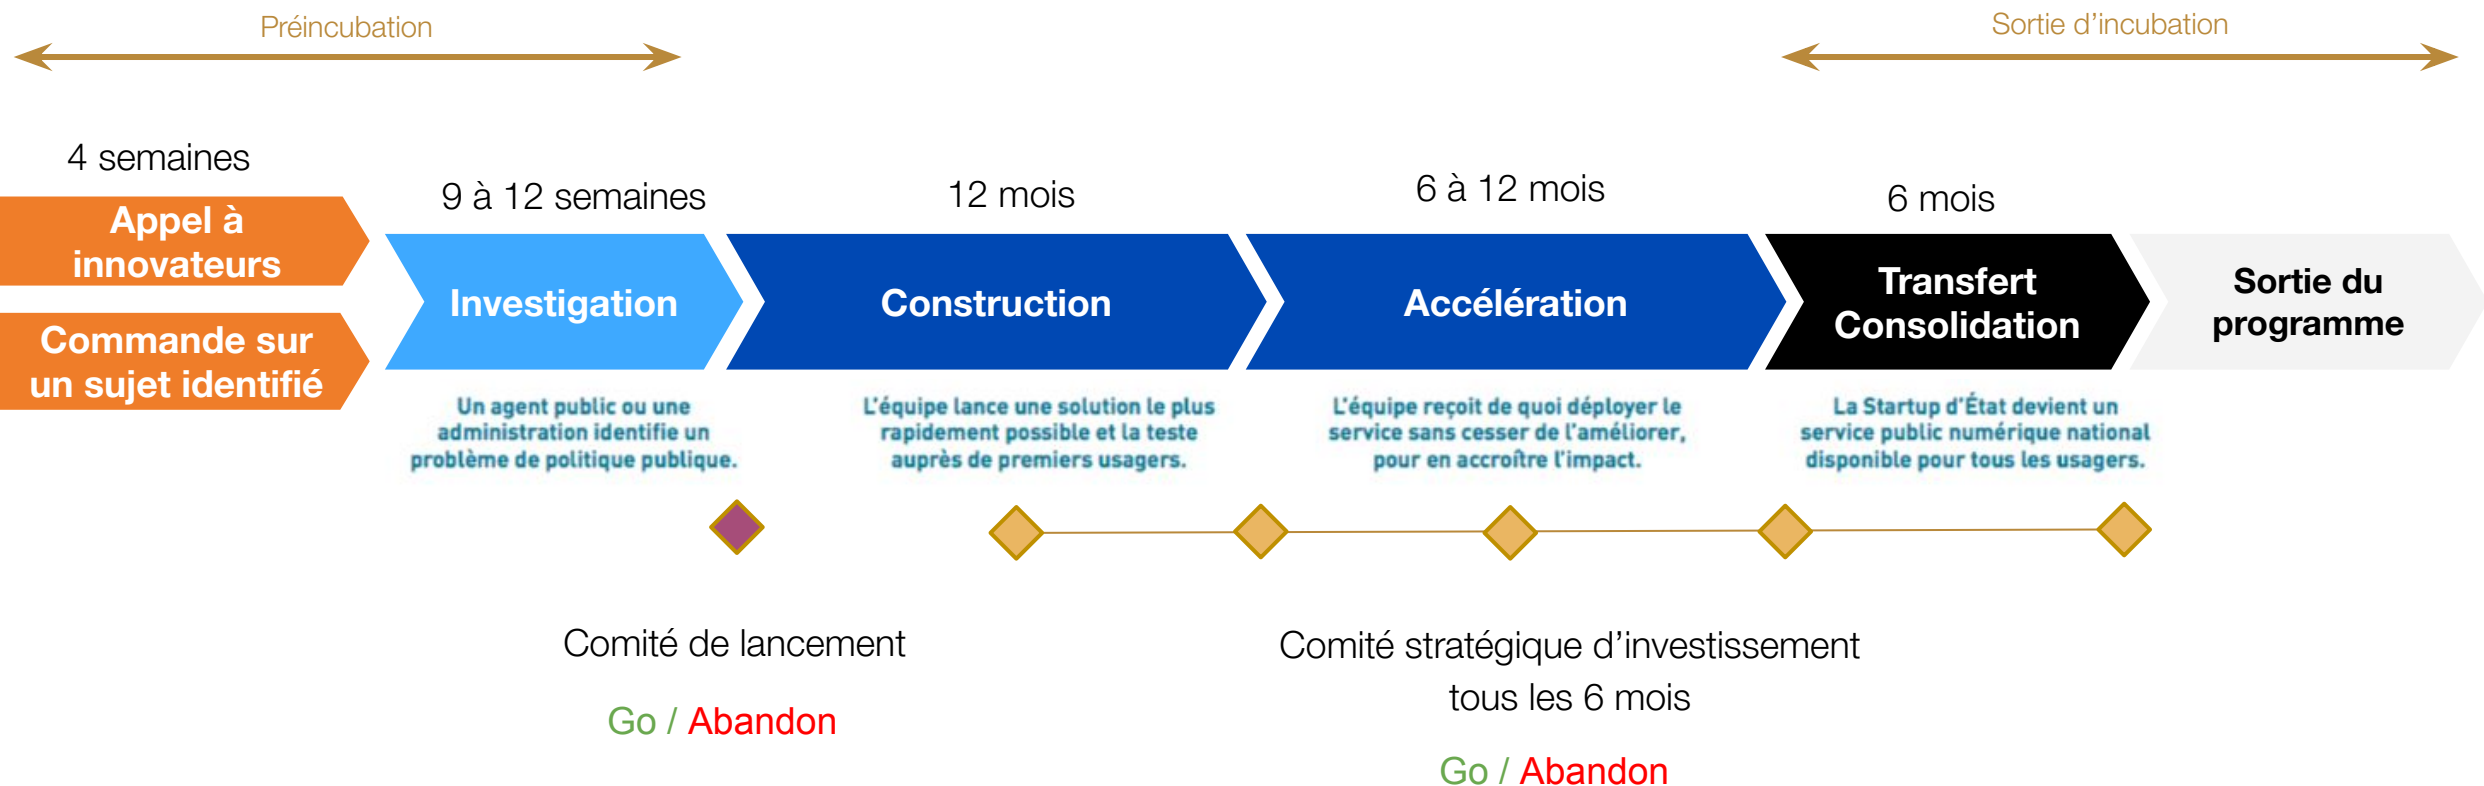 Préincubation
Sortie d’incubation
4 semaines
9 à 12 semaines
12 mois
6 à 12 mois
6 mois
Appel à
innovateurs
Commande sur
un sujet identifié
Investigation
Construction
Accélération
Transfert
Consolidation
Sortie du
programme
Un agent public ou une
administration identifie un
problème de politique publique.
L’équipe lance une solution le plus
rapidement possible et la teste
auprès de premiers usagers.
L’équipe reçoit de quoi déployer le
service sans cesser de l’améliorer,
pour en accroître l’impact.
La Startup d’État devient un
service public numérique national
disponible pour tous les usagers.
Comité de lancement
Go / Abandon
Comité stratégique d’investissement
tous les 6 mois
Go / Abandon